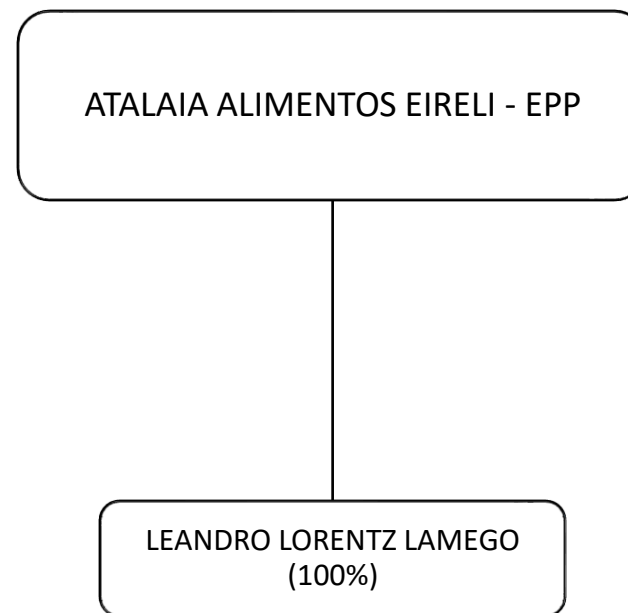 ATALAIA ALIMENTOS EIRELI - EPP
LEANDRO LORENTZ LAMEGO
(100%)